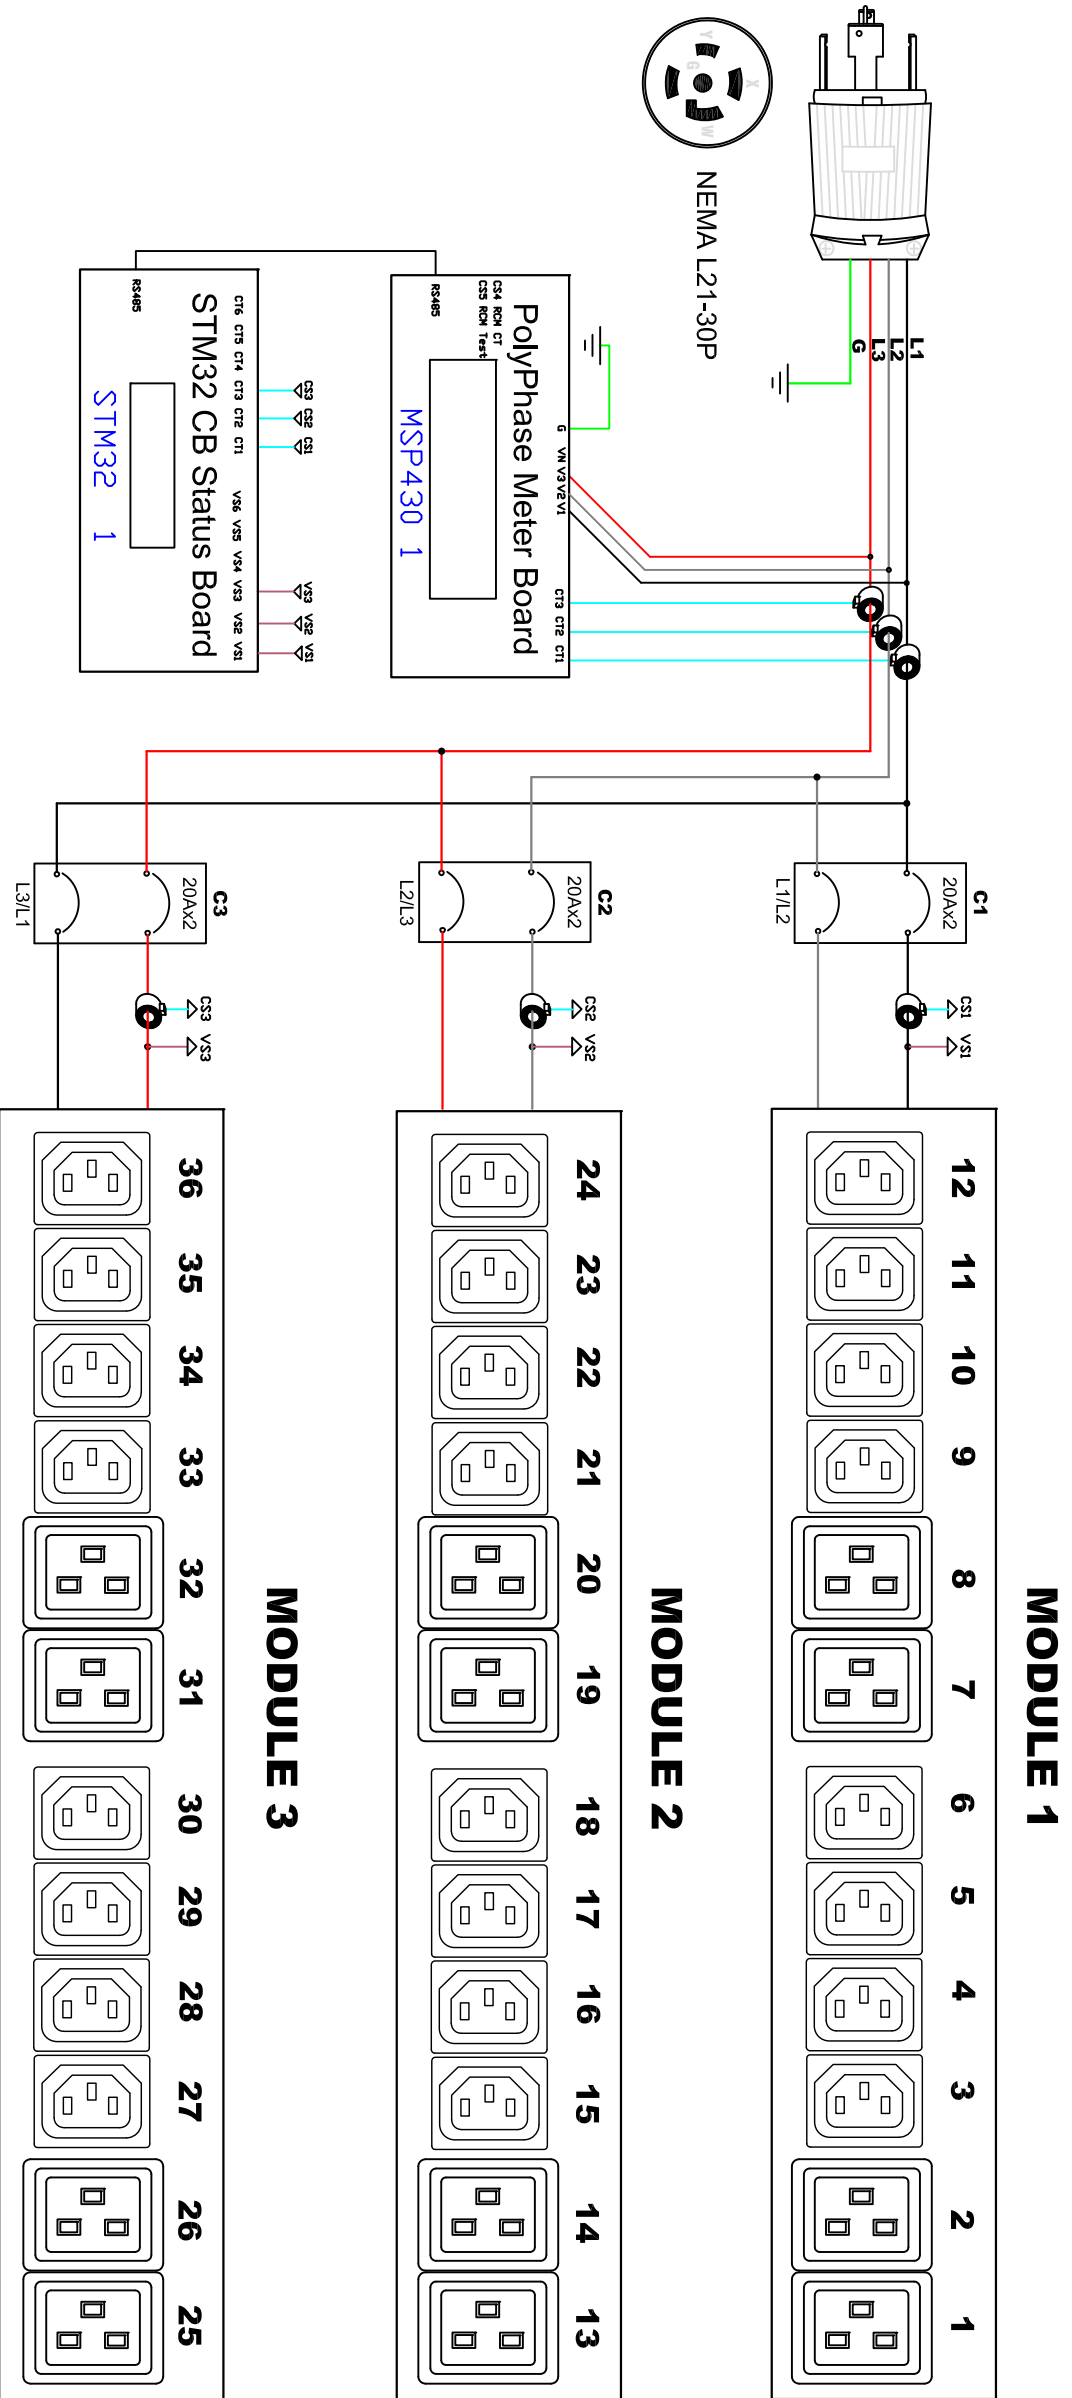 NEMA L21-30P
Y
G
X
W
L1
L2
L3
G
PolyPhase Meter Board
CS4 RCM CT
CS5 RCM Test
RS485
MSP430 1
G VN V3 V2 V1 CT3 CT2 CT1
STM32 CB Status Board
RS485
STM32 1
CT6 CT5 CT4 CT3 CT2 CT1 VS6 VS5 VS4 VS3 VS2 VS1
CS3
CS2
CS1
VS3
VS2
VS1
C1
20Ax2
L1/L2
CS1
VS1
C2
20Ax2
L2/L3
CS2
VS2
C3
20Ax2
L3/L1
CS3
VS3
MODULE 1
12 11 10 9 8 7 6 5 4 3 2 1
MODULE 2
24 23 22 21 20 19 18 17 16 15 14 13
MODULE 3
36 35 34 33 32 31 30 29 28 27 26 25